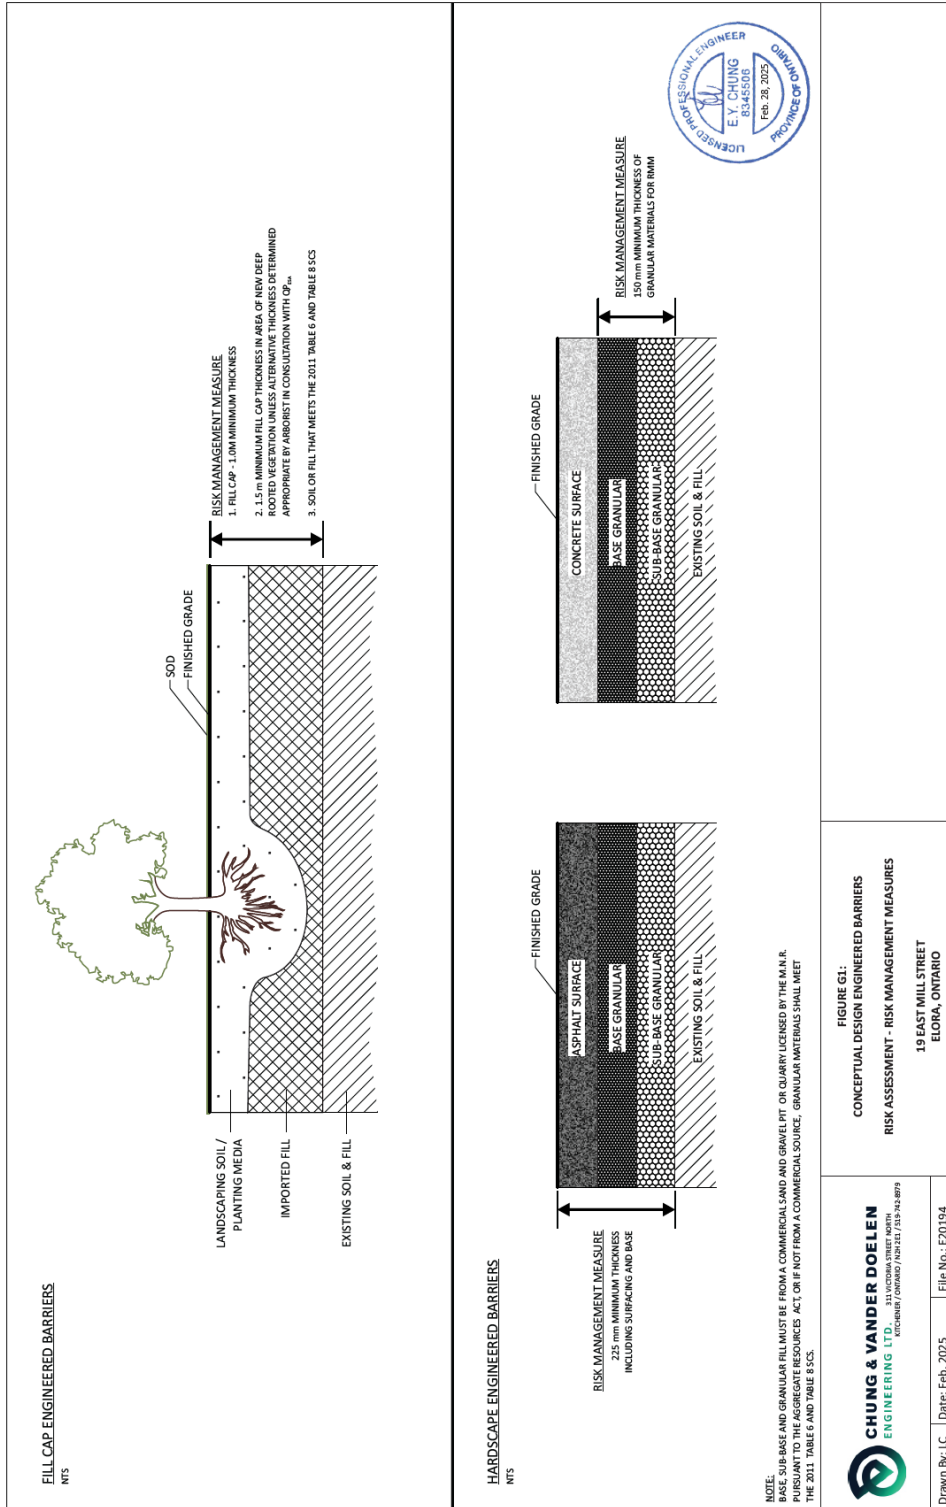 FILL CAP ENGINEERED BARRIERS
NTS
SOD
FINISHED GRADE
LANDSCAPING SOIL /
PLANTING MEDIA
IMPORTED FILL
EXISTING SOIL & FILL
RISK MANAGEMENT MEASURE
1. FILL CAP - 1.0M MINIMUM THICKNESS
2. 1.5 m MINIMUM FILL CAP THICKNESS IN AREA OF NEW DEEP
ROOTED VEGETATION UNLESS ALTERNATIVE THICKNESS DETERMINED
APPROPRIATE BY ARBORIST IN CONSULTATION WITH QPESA
3. SOIL OR FILL THAT MEETS THE 2011 TABLE 6 AND TABLE 8 SCS
HARDSCAPE ENGINEERED BARRIERS
NTS
RISK MANAGEMENT MEASURE
225 mm MINIMUM THICKNESS
INCLUDING SURFACING AND BASE
FINISHED GRADE
ASPHALT SURFACE
BASE GRANULAR
SUB-BASE GRANULAR
EXISTING SOIL & FILL
FINISHED GRADE
CONCRETE SURFACE
BASE GRANULAR
SUB-BASE GRANULAR
EXISTING SOIL & FILL
RISK MANAGEMENT MEASURE
150 mm MINIMUM THICKNESS OF
GRANULAR MATERIALS FOR RMM
LICENSED PROFESSIONAL ENGINEER
E.Y. CHUNG
8345506
Feb. 28, 2025
PROVINCE OF ONTARIO
NOTE:
BASE, SUB-BASE AND GRANULAR FILL MUST BE FROM A COMMERCIAL SAND AND GRAVEL PIT OR QUARRY LICENSED BY THE M.N.R.
PURSUANT TO THE AGGREGATE RESOURCES ACT, OR IF NOT FROM A COMMERCIAL SOURCE, GRANULAR MATERIALS SHALL MEET
THE 2011 TABLE 6 AND TABLE 8 SCS.
CHUNG & VANDER DOELEN
ENGINEERING LTD.
311 VICTORIA STREET NORTH
KITCHENER / ONTARIO / N2H 2E1 / 519-742-8979
Drawn By: LC
Date: Feb. 2025
File No.: E20194
FIGURE G1:
CONCEPTUAL DESIGN ENGINEERED BARRIERS
RISK ASSESSMENT - RISK MANAGEMENT MEASURES
19 EAST MILL STREET
ELORA, ONTARIO